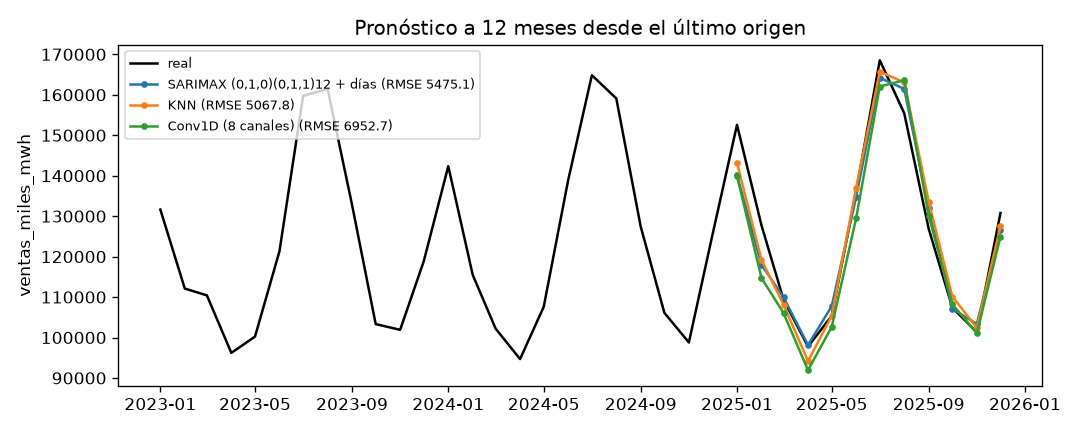 Pronóstico a 12 meses desde el último origen
real
SARIMAX (0,1,0)(0,1,1)12 + días (RMSE 5475.1)
KNN (RMSE 5067.8)
Conv1D (8 canales) (RMSE 6952.7)
ventas_miles_mwh
170000
160000
150000
140000
130000
120000
110000
100000
90000
2023-01 2023-05 2023-09 2024-01 2024-05 2024-09 2025-01 2025-05 2025-09 2026-01